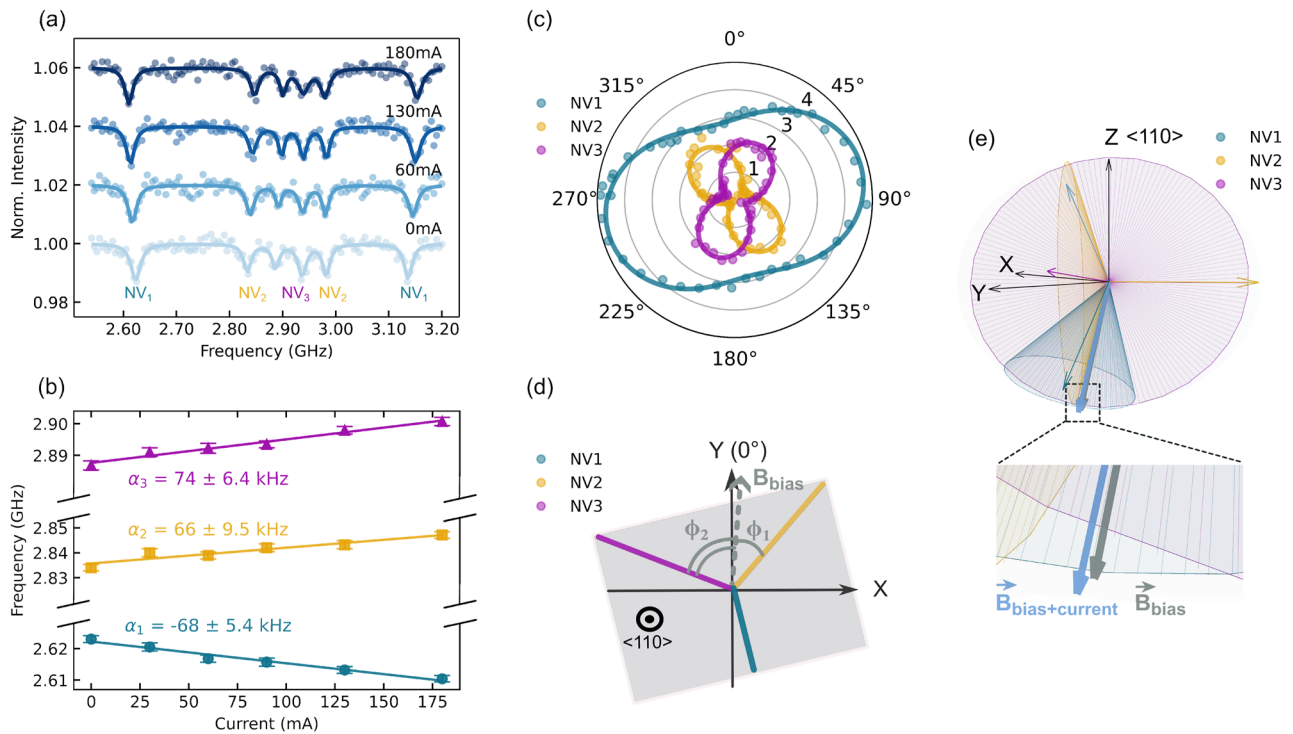 (a)
Norm. Intensity
1.06
1.04
1.02
1.00
0.98
180mA
130mA
60mA
0mA
NV1
NV2
NV3
NV2
NV1
2.60
2.70
2.80
2.90
3.00
3.10
3.20
Frequency (GHz)
(b)
Frequency (GHz)
2.90
2.89
2.85
2.84
2.83
2.62
2.61
α3 = 74 ± 6.4 kHz
α2 = 66 ± 9.5 kHz
α1 = -68 ± 5.4 kHz
0
25
50
75
100
125
150
175
Current (mA)
(c)
NV1
NV2
NV3
0°
45°
90°
135°
180°
225°
270°
315°
1
2
3
4
(d)
NV1
NV2
NV3
Y (0°)
Bbias
ϕ2
ϕ1
X
<110>
(e)
Z <110>
NV1
NV2
NV3
X
Y
Bbias+current
Bbias